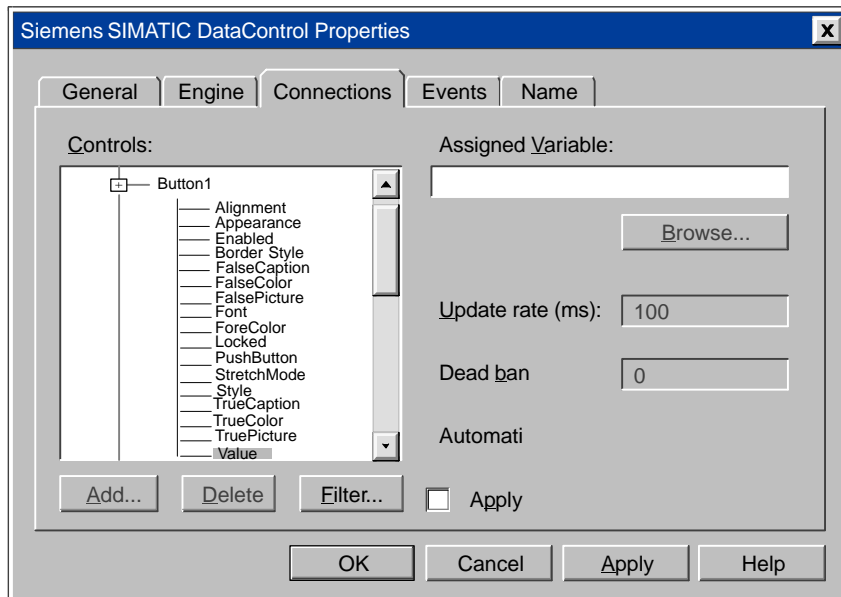 Siemens SIMATIC DataControl Properties
General Engine Connections Events Name
Controls:
Button1
Alignment
Appearance
Enabled
Border Style
FalseCaption
FalseColor
FalsePicture
Font
ForeColor
Locked
PushButton
StretchMode
Style
TrueCaption
TrueColor
TruePicture
Value
Add... Delete Filter...
Assigned Variable:
Browse...
Update rate (ms): 100
Dead ban 0
Automati
Apply
OK Cancel Apply Help